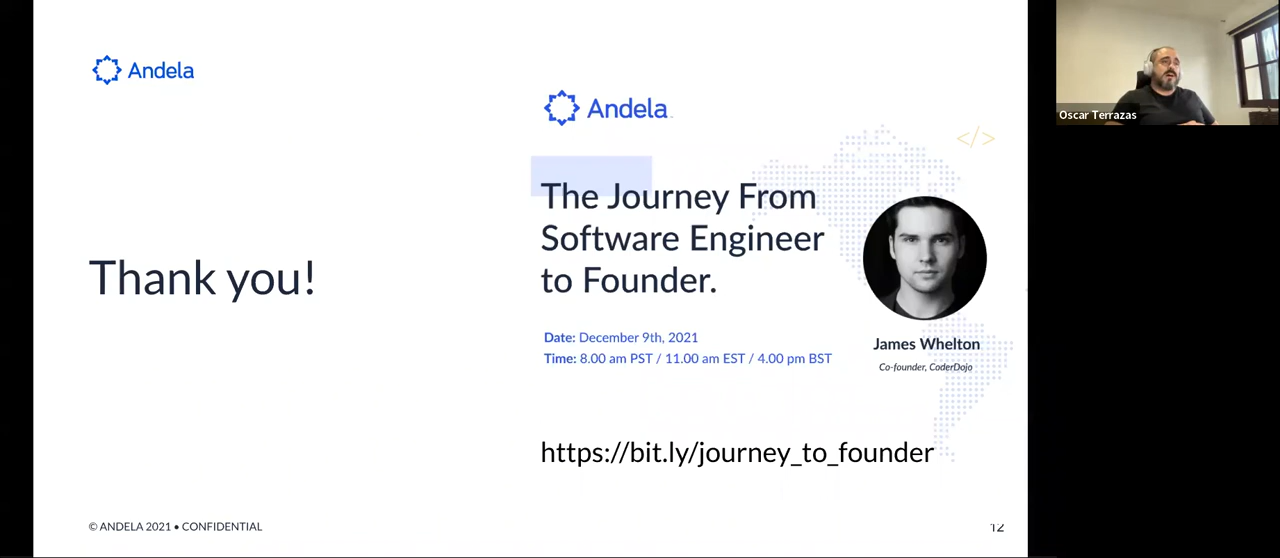 Andela
Thank you!
Andela
</>
The Journey From
Software Engineer
to Founder.
Date: December 9th, 2021
Time: 8.00 am PST / 11.00 am EST / 4.00 pm BST
James Whelton
Co-founder, CoderDojo
https://bit.ly/journey_to_founder
© ANDELA 2021 • CONFIDENTIAL
12
Oscar Terrazas